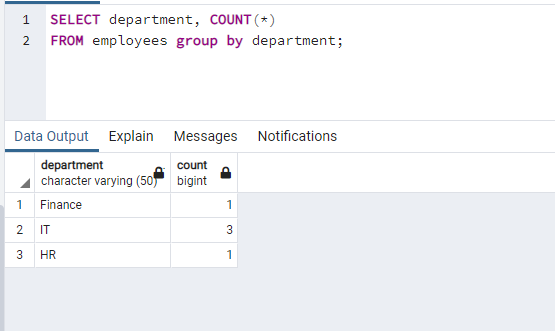 1 SELECT department, COUNT(*)
2 FROM employees group by department;
Data Output Explain Messages Notifications
department count
character varying (50) bigint
1 Finance 1
2 IT 3
3 HR 1